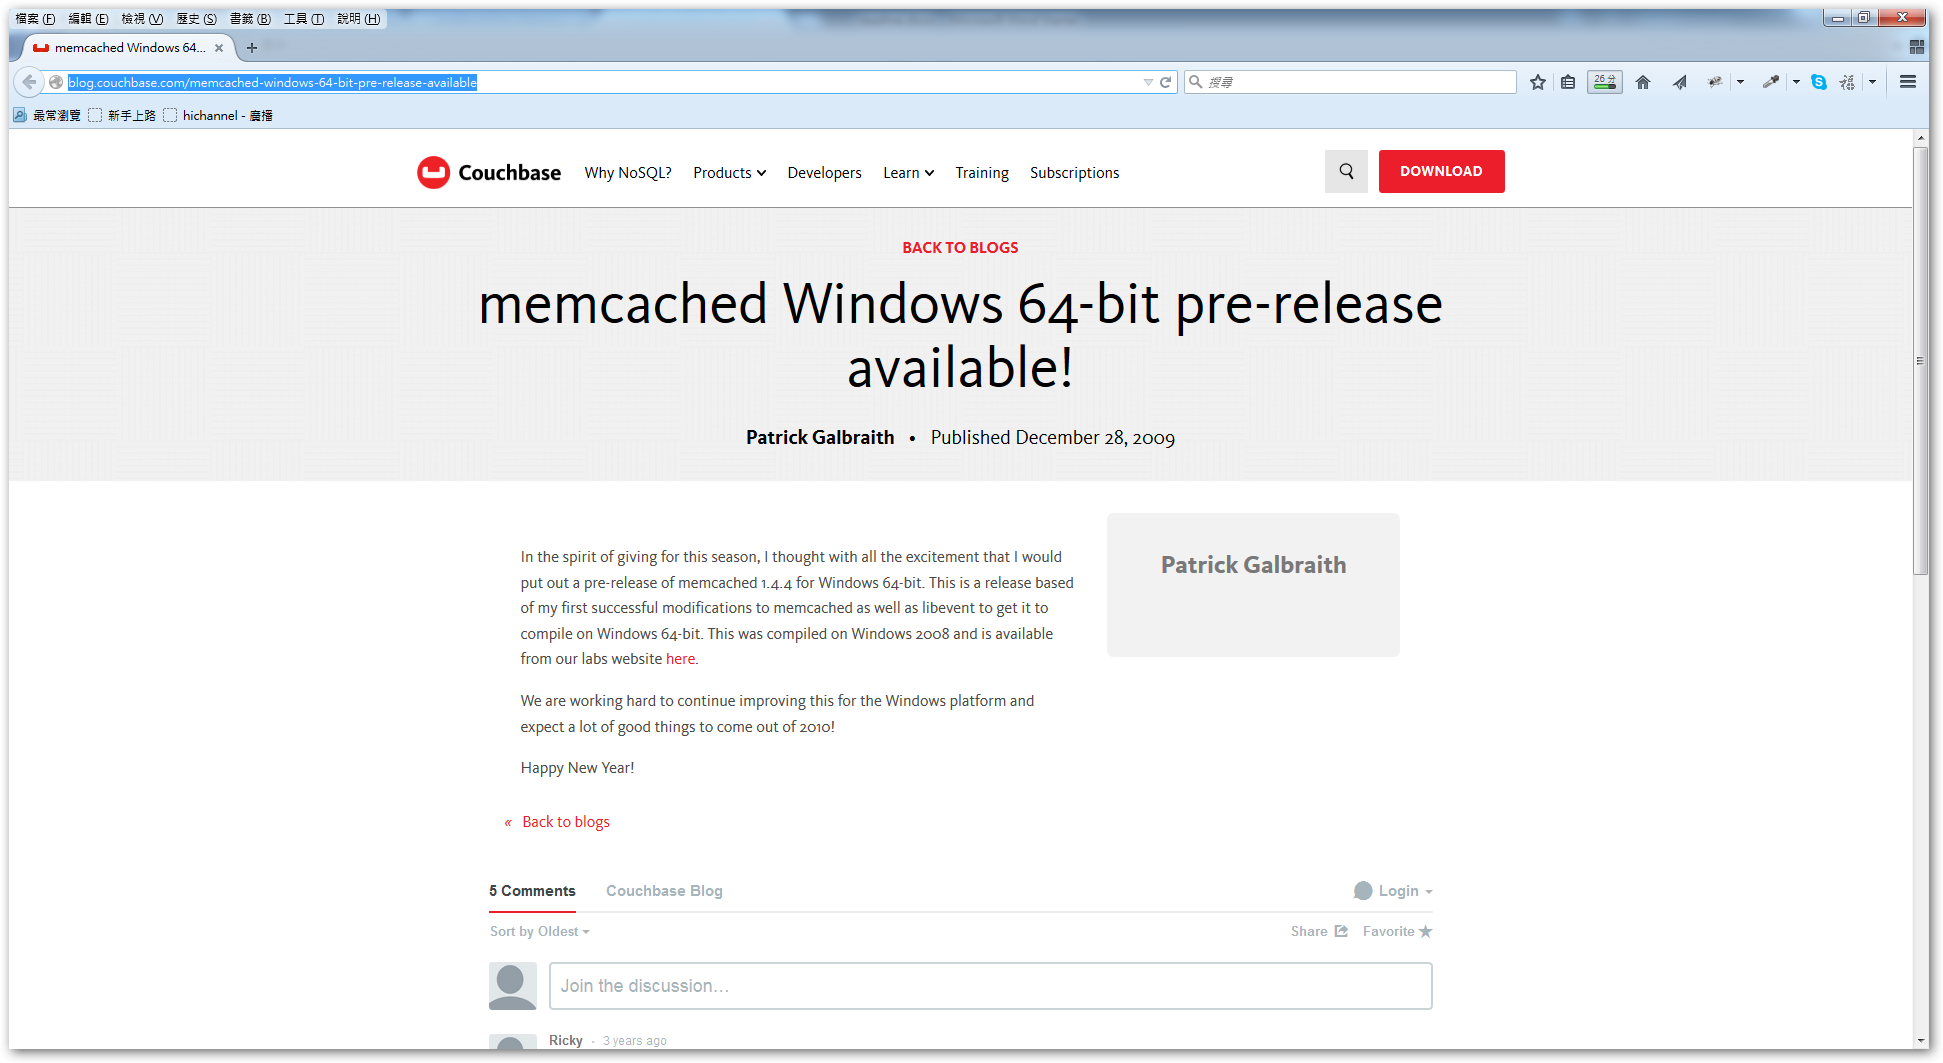 檔案 (F) 編輯 (E) 檢視 (V) 歷史 (S) 書籤 (B) 工具 (T) 說明 (H)
memcached Windows 64...
blog.couchbase.com/memcached-windows-64-bit-pre-release-available
搜尋
26 分
最常瀏覽 新手上路 hichannel - 廣播
Couchbase Why NoSQL? Products Developers Learn Training Subscriptions DOWNLOAD
BACK TO BLOGS
memcached Windows 64-bit pre-release
available!
Patrick Galbraith • Published December 28, 2009
In the spirit of giving for this season, I thought with all the excitement that I would
put out a pre-release of memcached 1.4.4 for Windows 64-bit. This is a release based
of my first successful modifications to memcached as well as libevent to get it to
compile on Windows 64-bit. This was compiled on Windows 2008 and is available
from our labs website here.
Patrick Galbraith
We are working hard to continue improving this for the Windows platform and
expect a lot of good things to come out of 2010!
Happy New Year!
« Back to blogs
5 Comments Couchbase Blog Login
Sort by Oldest Share Favorite
Join the discussion...
Ricky · 3 years ago